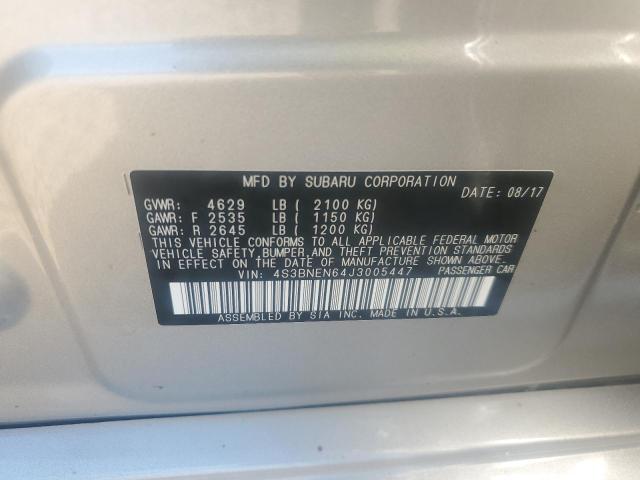 MFD BY SUBARU CORPORATION
DATE: 08/17
GVWR: 4629 LB ( 2100 KG)
GAWR: F 2535 LB ( 1150 KG)
GAWR: R 2645 LB ( 1200 KG)
THIS VEHICLE CONFORMS TO ALL APPLICABLE FEDERAL MOTOR
VEHICLE SAFETY,BUMPER,AND THEFT PREVENTION STANDARDS
IN EFFECT ON THE DATE OF MANUFACTURE SHOWN ABOVE.
VIN: 4S3BNEN64J3005447 PASSENGER CAR
ASSEMBLED BY SIA INC. MADE IN U.S.A.